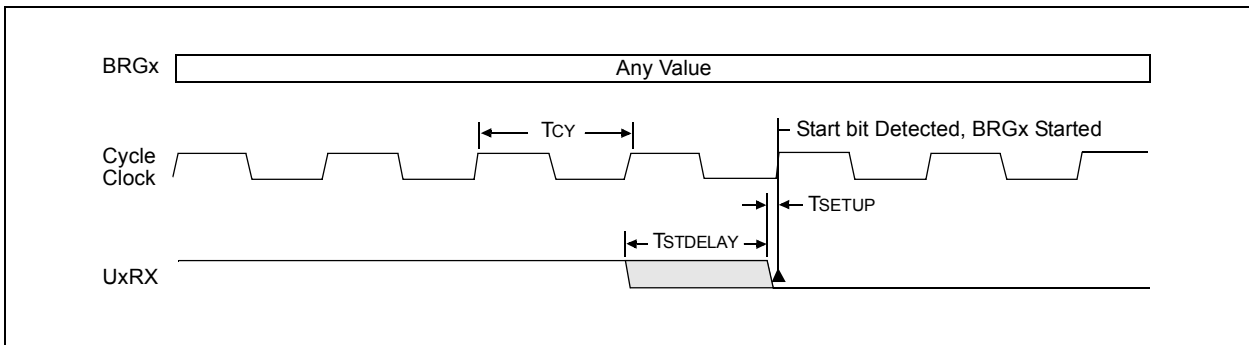 BRGx
Any Value
TCY
Start bit Detected, BRGx Started
Cycle
Clock
TSETUP
TSTDELAY
UxRX